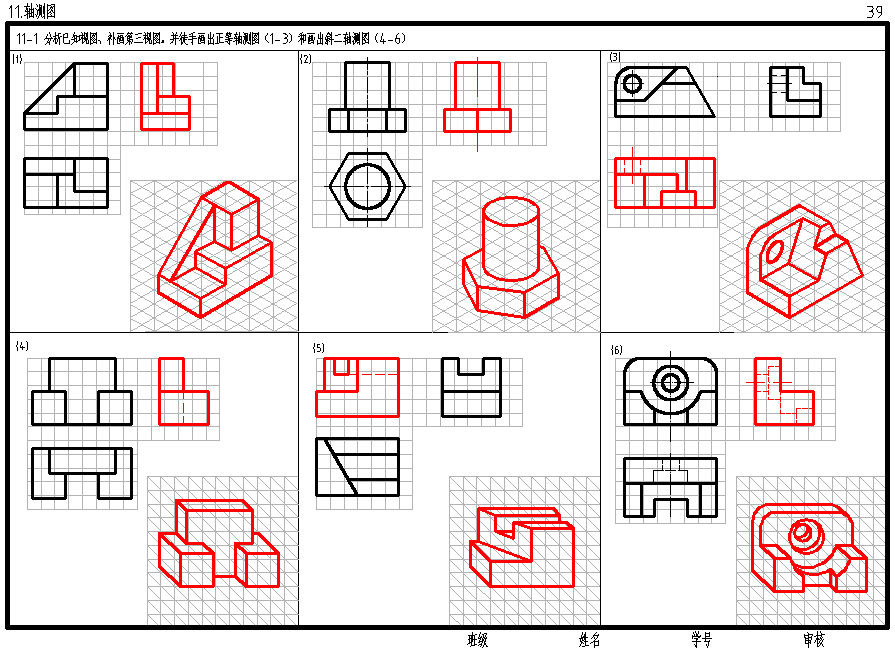 11.轴测图
39
11-1 分析已知视图、补画第三视图。并徒手画出正等轴测图(1-3)和画出斜二轴测图(4-6)
(1)
(2)
(3)
(4)
(5)
(6)
班级 姓名 学号 审核